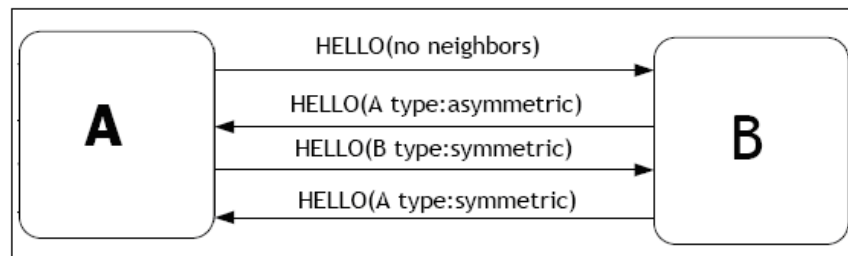 HELLO(no neighbors)
HELLO(A type:asymmetric)
HELLO(B type:symmetric)
HELLO(A type:symmetric)
A
B